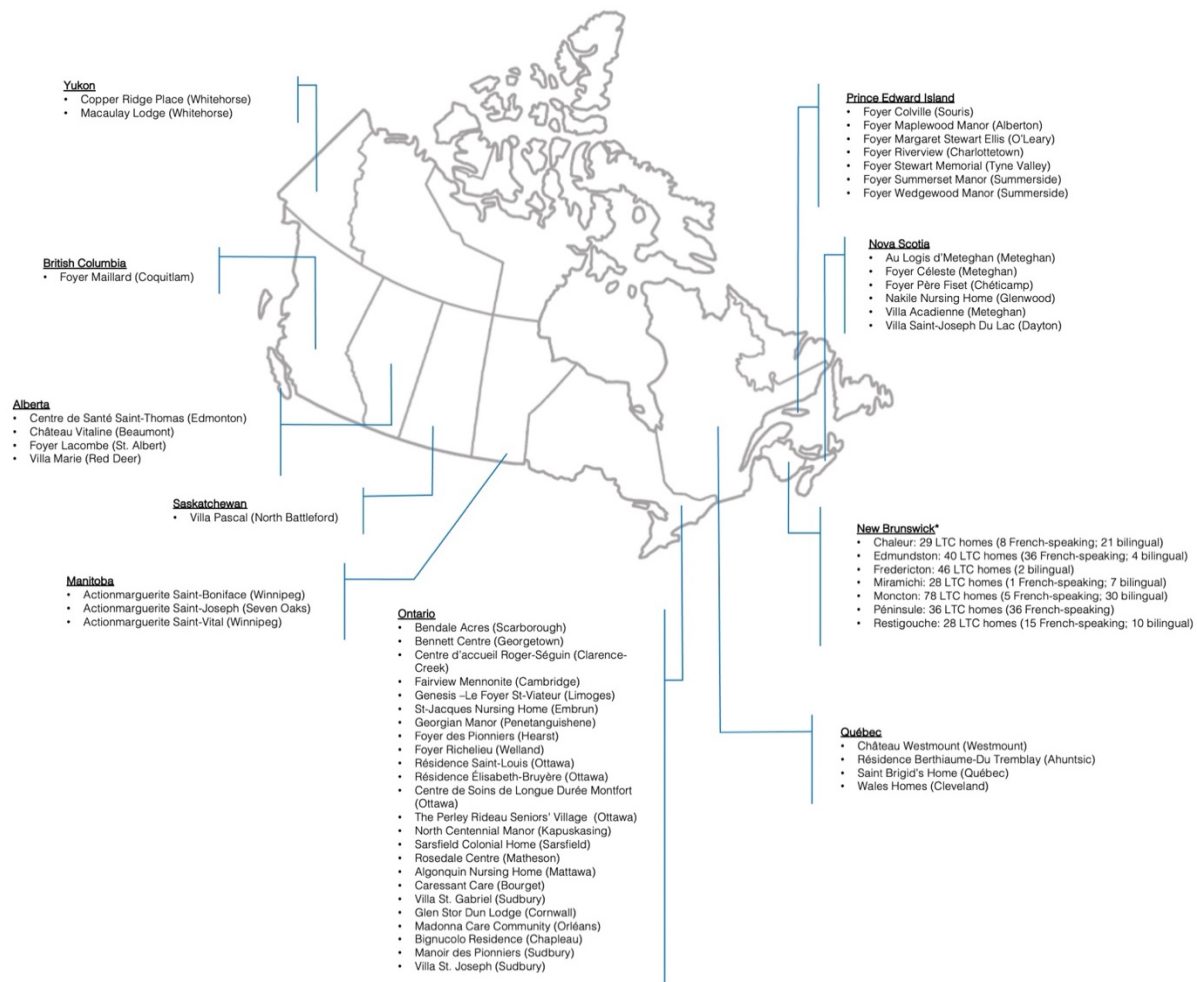 Yukon
• Copper Ridge Place (Whitehorse)
• Macaulay Lodge (Whitehorse)
British Columbia
• Foyer Maillard (Coquitlam)
Alberta
• Centre de Santé Saint-Thomas (Edmonton)
• Château Vitaline (Beaumont)
• Foyer Lacombe (St. Albert)
• Villa Marie (Red Deer)
Saskatchewan
• Villa Pascal (North Battleford)
Manitoba
• Actionmarguerite Saint-Boniface (Winnipeg)
• Actionmarguerite Saint-Joseph (Seven Oaks)
• Actionmarguerite Saint-Vital (Winnipeg)
Ontario
• Bendale Acres (Scarborough)
• Bennett Centre (Georgetown)
• Centre d'accueil Roger-Séguin (Clarence-
Creek)
• Fairview Mennonite (Cambridge)
• Genesis –Le Foyer St-Viateur (Limoges)
• St-Jacques Nursing Home (Embrun)
• Georgian Manor (Penetanguishene)
• Foyer des Pionniers (Hearst)
• Foyer Richelieu (Welland)
• Résidence Saint-Louis (Ottawa)
• Résidence Élisabeth-Bruyère (Ottawa)
• Centre de Soins de Longue Durée Montfort
(Ottawa)
• The Perley Rideau Seniors' Village (Ottawa)
• North Centennial Manor (Kapuskasing)
• Sarsfield Colonial Home (Sarsfield)
• Rosedale Centre (Matheson)
• Algonquin Nursing Home (Mattawa)
• Caressant Care (Bourget)
• Villa St. Gabriel (Sudbury)
• Glen Stor Dun Lodge (Cornwall)
• Madonna Care Community (Orléans)
• Bignucolo Residence (Chapleau)
• Manoir des Pionniers (Sudbury)
• Villa St. Joseph (Sudbury)
Prince Edward Island
• Foyer Colville (Souris)
• Foyer Maplewood Manor (Alberton)
• Foyer Margaret Stewart Ellis (O'Leary)
• Foyer Riverview (Charlottetown)
• Foyer Stewart Memorial (Tyne Valley)
• Foyer Summerset Manor (Summerside)
• Foyer Wedgewood Manor (Summerside)
Nova Scotia
• Au Logis d'Meteghan (Meteghan)
• Foyer Céleste (Meteghan)
• Foyer Père Fiset (Chéticamp)
• Nakile Nursing Home (Glenwood)
• Villa Acadienne (Meteghan)
• Villa Saint-Joseph Du Lac (Dayton)
New Brunswick*
• Chaleur: 29 LTC homes (8 French-speaking; 21 bilingual)
• Edmundston: 40 LTC homes (36 French-speaking; 4 bilingual)
• Fredericton: 46 LTC homes (2 bilingual)
• Miramichi: 28 LTC homes (1 French-speaking; 7 bilingual)
• Moncton: 78 LTC homes (5 French-speaking; 30 bilingual)
• Péninsule: 36 LTC homes (36 French-speaking)
• Restigouche: 28 LTC homes (15 French-speaking; 10 bilingual)
Québec
• Château Westmount (Westmount)
• Résidence Berthiaume-Du Tremblay (Ahuntsic)
• Saint Brigid's Home (Québec)
• Wales Homes (Cleveland)